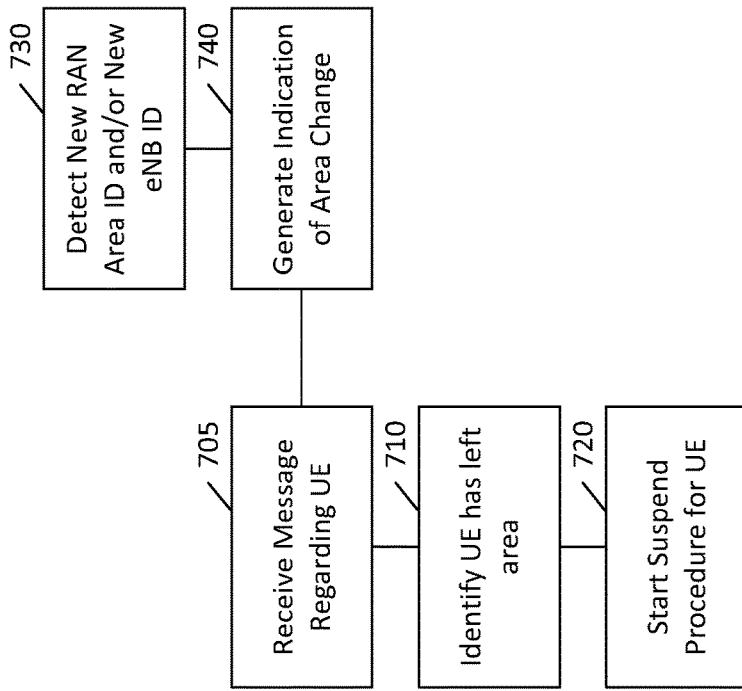 730
Detect New RAN
Area ID and/or New
eNB ID
740
Generate Indication
of Area Change
705
Receive Message
Regarding UE
710
Identify UE has left
area
720
Start Suspend
Procedure for UE